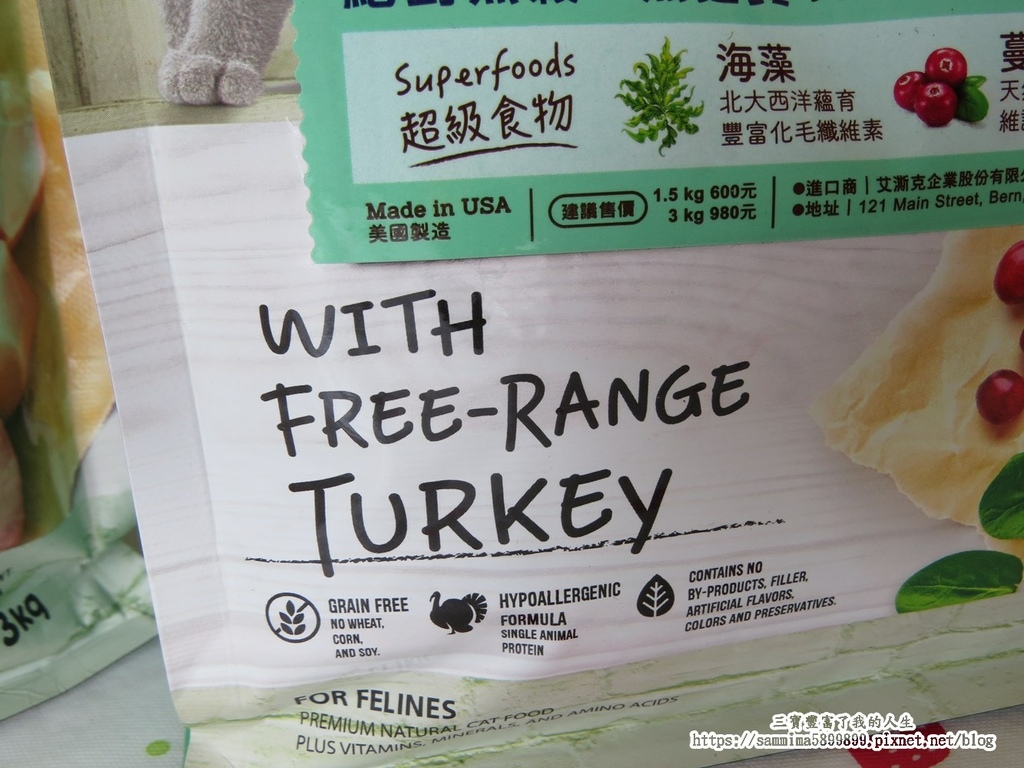 Superfoods
超級食物
海藻
北大西洋蘊育
豐富化毛纖維素
蔓
天
維
Made in USA
美國製造
建議售價
1.5 kg 600元
3 kg 980元
●進口商｜艾澌克企業股份有限
●地址｜121 Main Street, Bern
WITH
FREE-RANGE
TURKEY
GRAIN FREE
NO WHEAT,
CORN,
AND SOY.
HYPOALLERGENIC
FORMULA
SINGLE ANIMAL
PROTEIN
CONTAINS NO
BY-PRODUCTS, FILLER,
ARTIFICIAL FLAVORS,
COLORS AND PRESERVATIVES.
3kg
FOR FELINES
PREMIUM NATURAL CAT FOOD
PLUS VITAMINS, MINERALS, AND AMINO ACIDS
三寶豐富了我的人生
https://sammima5899899.pixnet.net/blog